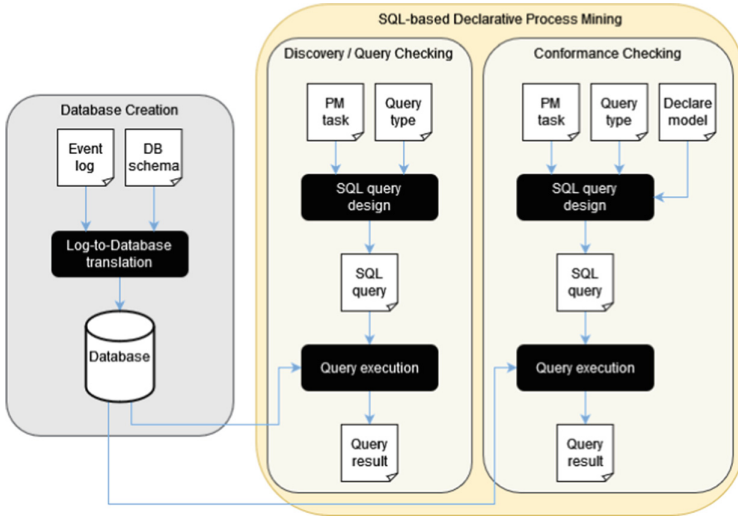 SQL-based Declarative Process Mining
Database Creation
Event
log
DB
schema
Log-to-Database
translation
Database
Discovery / Query Checking
PM
task
Query
type
SQL query
design
SQL
query
Query execution
Query
result
Conformance Checking
PM
task
Query
type
Declare
model
SQL query
design
SQL
query
Query execution
Query
result